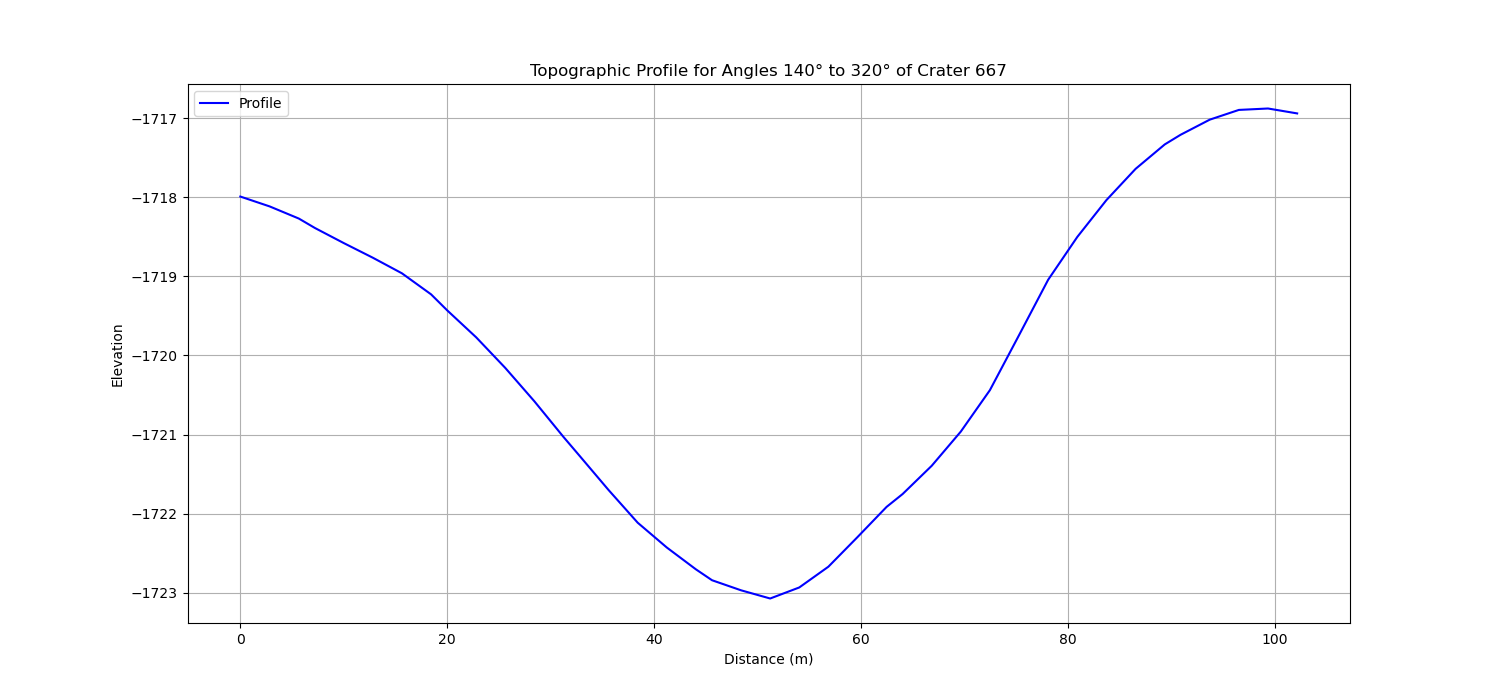 Topographic Profile for Angles 140° to 320° of Crater 667
Profile
−1717
−1718
−1719
−1720
−1721
−1722
−1723
Elevation
0 20 40 60 80 100
Distance (m)